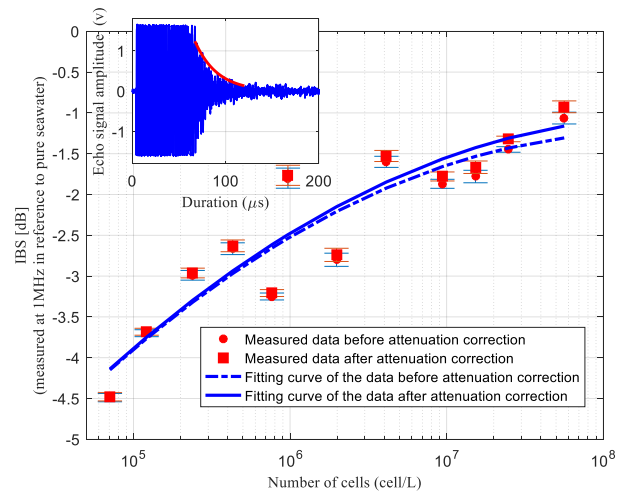 Echo signal amplitude (v)
1
0
-1
0
100
200
Duration (μs)
0
-0.5
-1
-1.5
-2
-2.5
-3
-3.5
-4
-4.5
-5
IBS [dB]
(measured at 1MHz in reference to pure seawater)
Measured data before attenuation correction
Measured data after attenuation correction
Fitting curve of the data before attenuation correction
Fitting curve of the data after attenuation correction
10^5
10^6
10^7
10^8
Number of cells (cell/L)